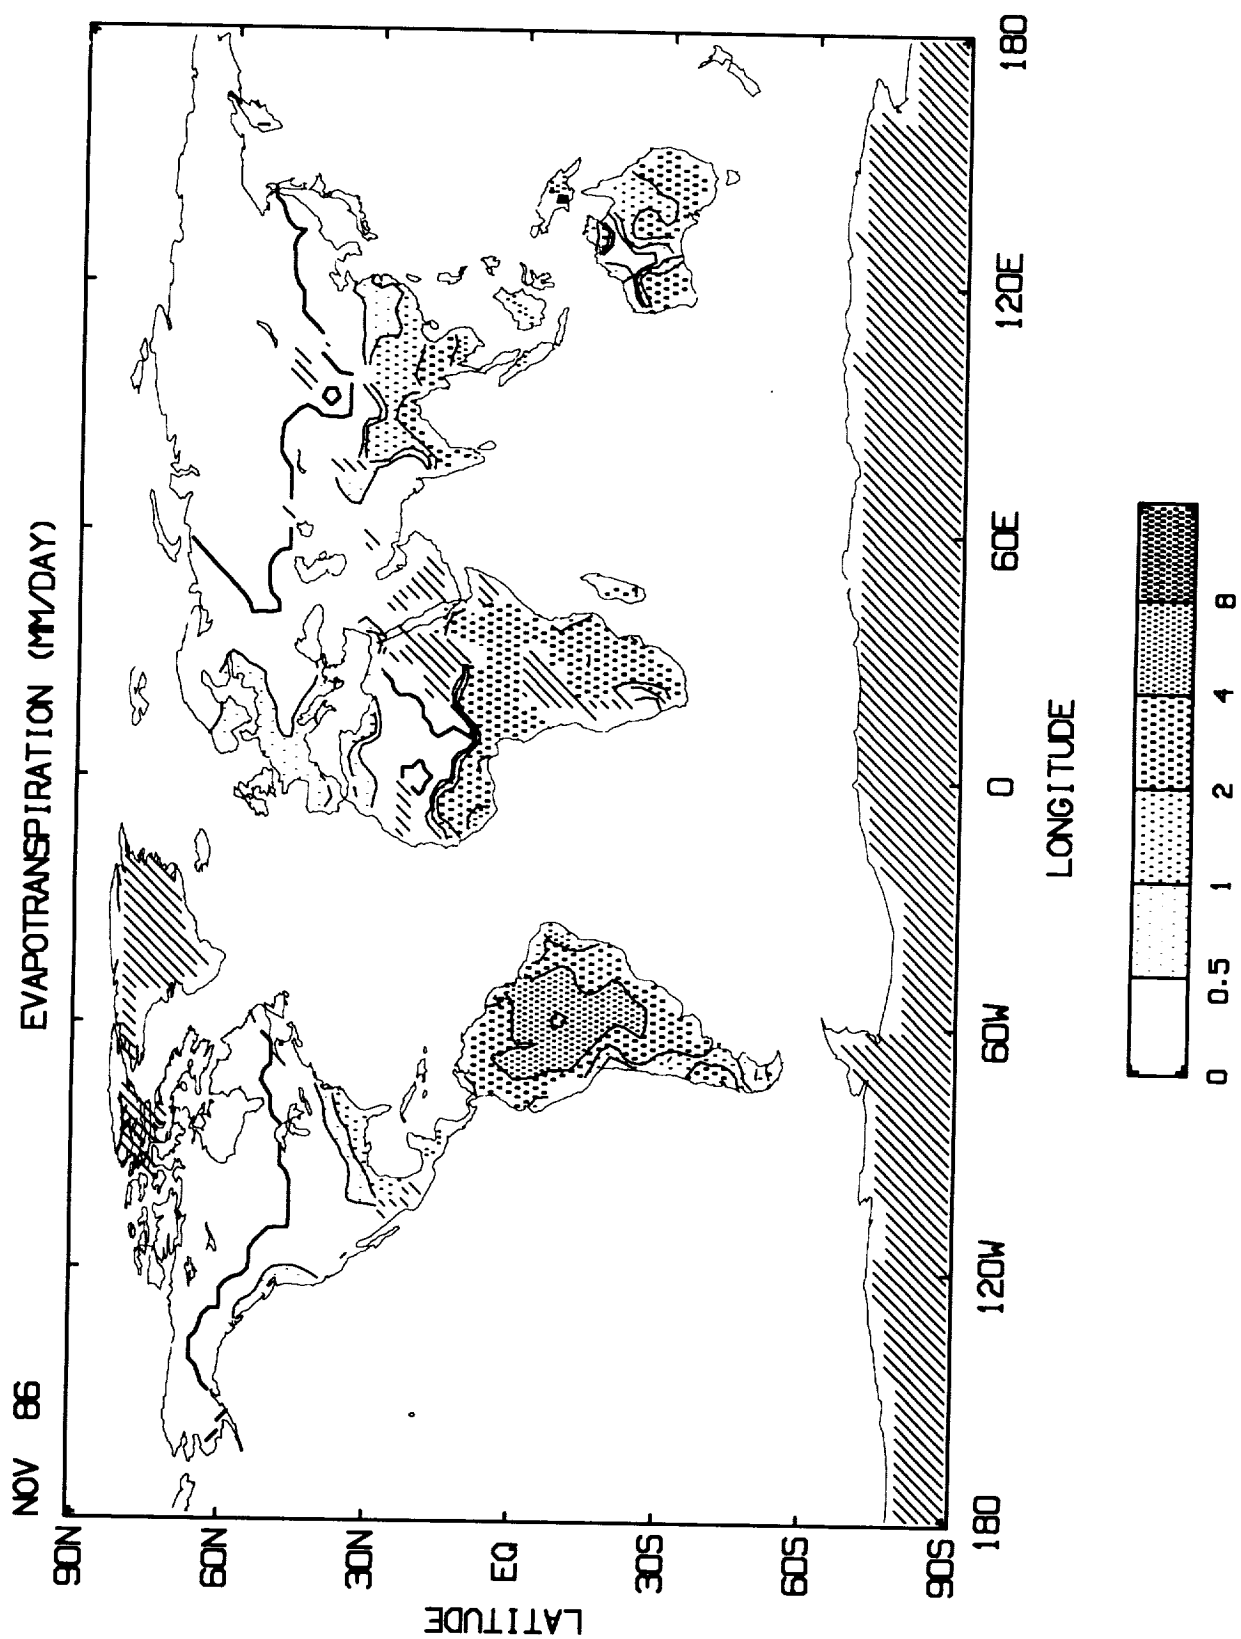 NOV 86
EVAPOTRANSPIRATION (MM/DAY)
LATITUDE
90N
60N
30N
EQ
30S
60S
90S
180 120W 60W 0 60E 120E 180
LONGITUDE
0 0.5 1 2 4 8